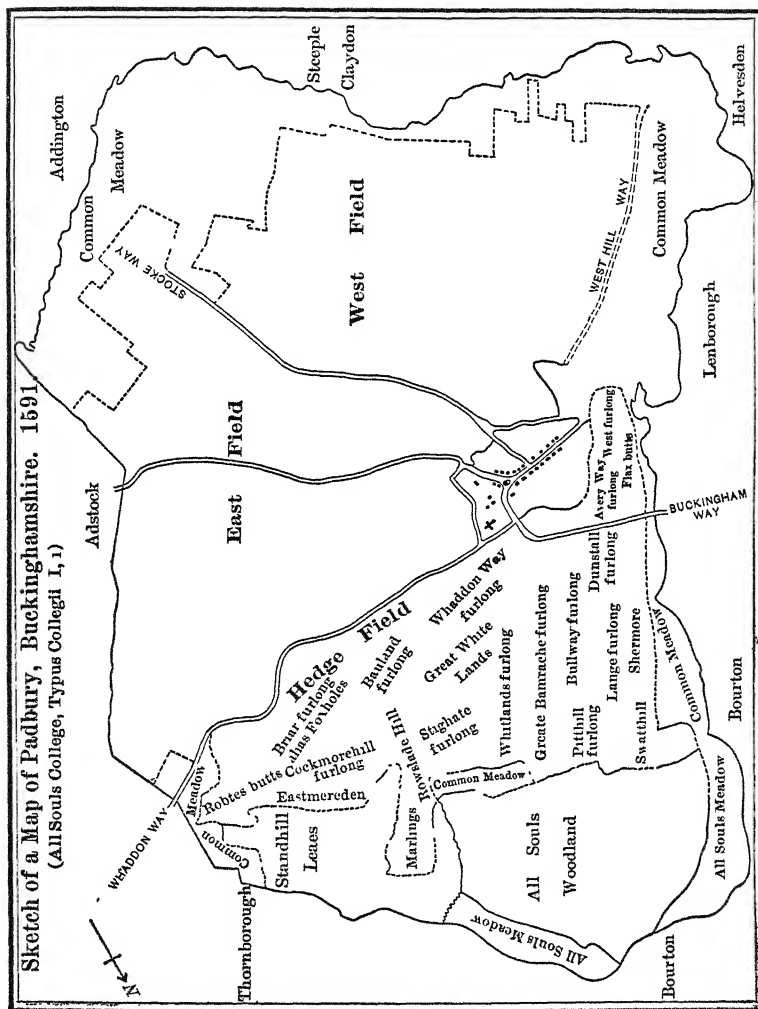 Sketch of a Map of Padbury, Buckinghamshire. 1591.
(All Souls College, Typus Collegii I, 1)
N
WHADDON WAY
Adstock
Addington
Common
Meadow
STOCKE WAY
Steeple
Claydon
East Field
West Field
Thornborough
Common
Meadow
Hedge Field
Robtes butts
Briar furlong
alias Foxholes
Cockmorehill
furlong
Bauland
furlong
Whaddon Way
furlong
Eastmereden
Standhill
Leaes
Marlings
Rowslade Hill
Common Meadow
Stughate
furlong
Great White
Lands
Whitlands furlong
Greate Bamrache furlong
Bullway furlong
Dunstall
furlong
Avery Way
furlong
West furlong
Flax butts
Pitthill
furlong
Lange furlong
Shermore
Swatthill
All Souls
Woodland
All Souls Meadow
All Souls Meadow
Common Meadow
BUCKINGHAM
WAY
WEST HILL WAY
Common Meadow
Bourton
Bourton
Lenborough
Helvesden